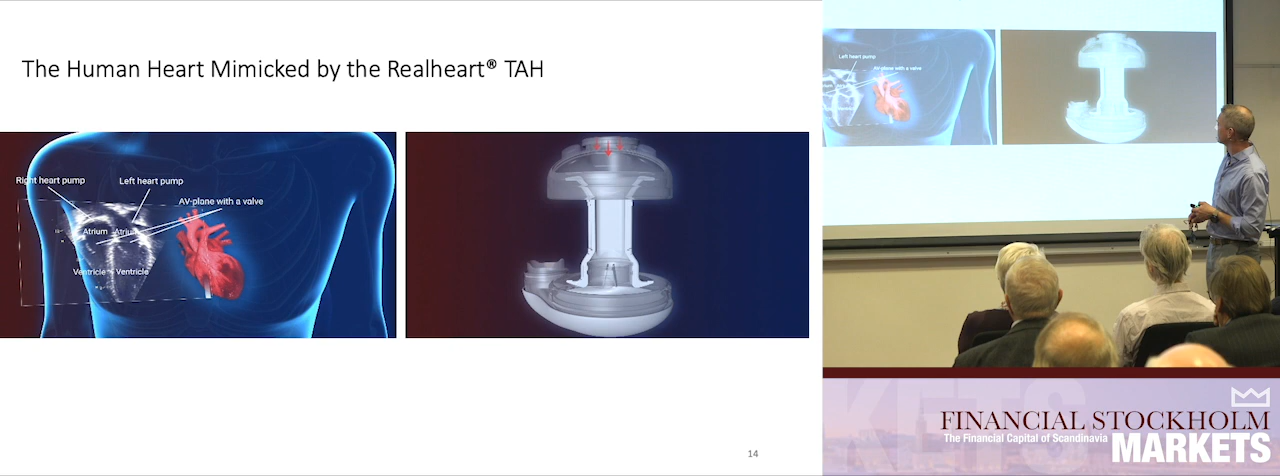 The Human Heart Mimicked by the Realheart® TAH
Right heart pump
Left heart pump
AV-plane with a valve
Atrium
Atrium
Ventricle
Ventricle
14
Left heart pump
AV-plane with a valve
FINANCIAL STOCKHOLM
The Financial Capital of Scandinavia
MARKETS